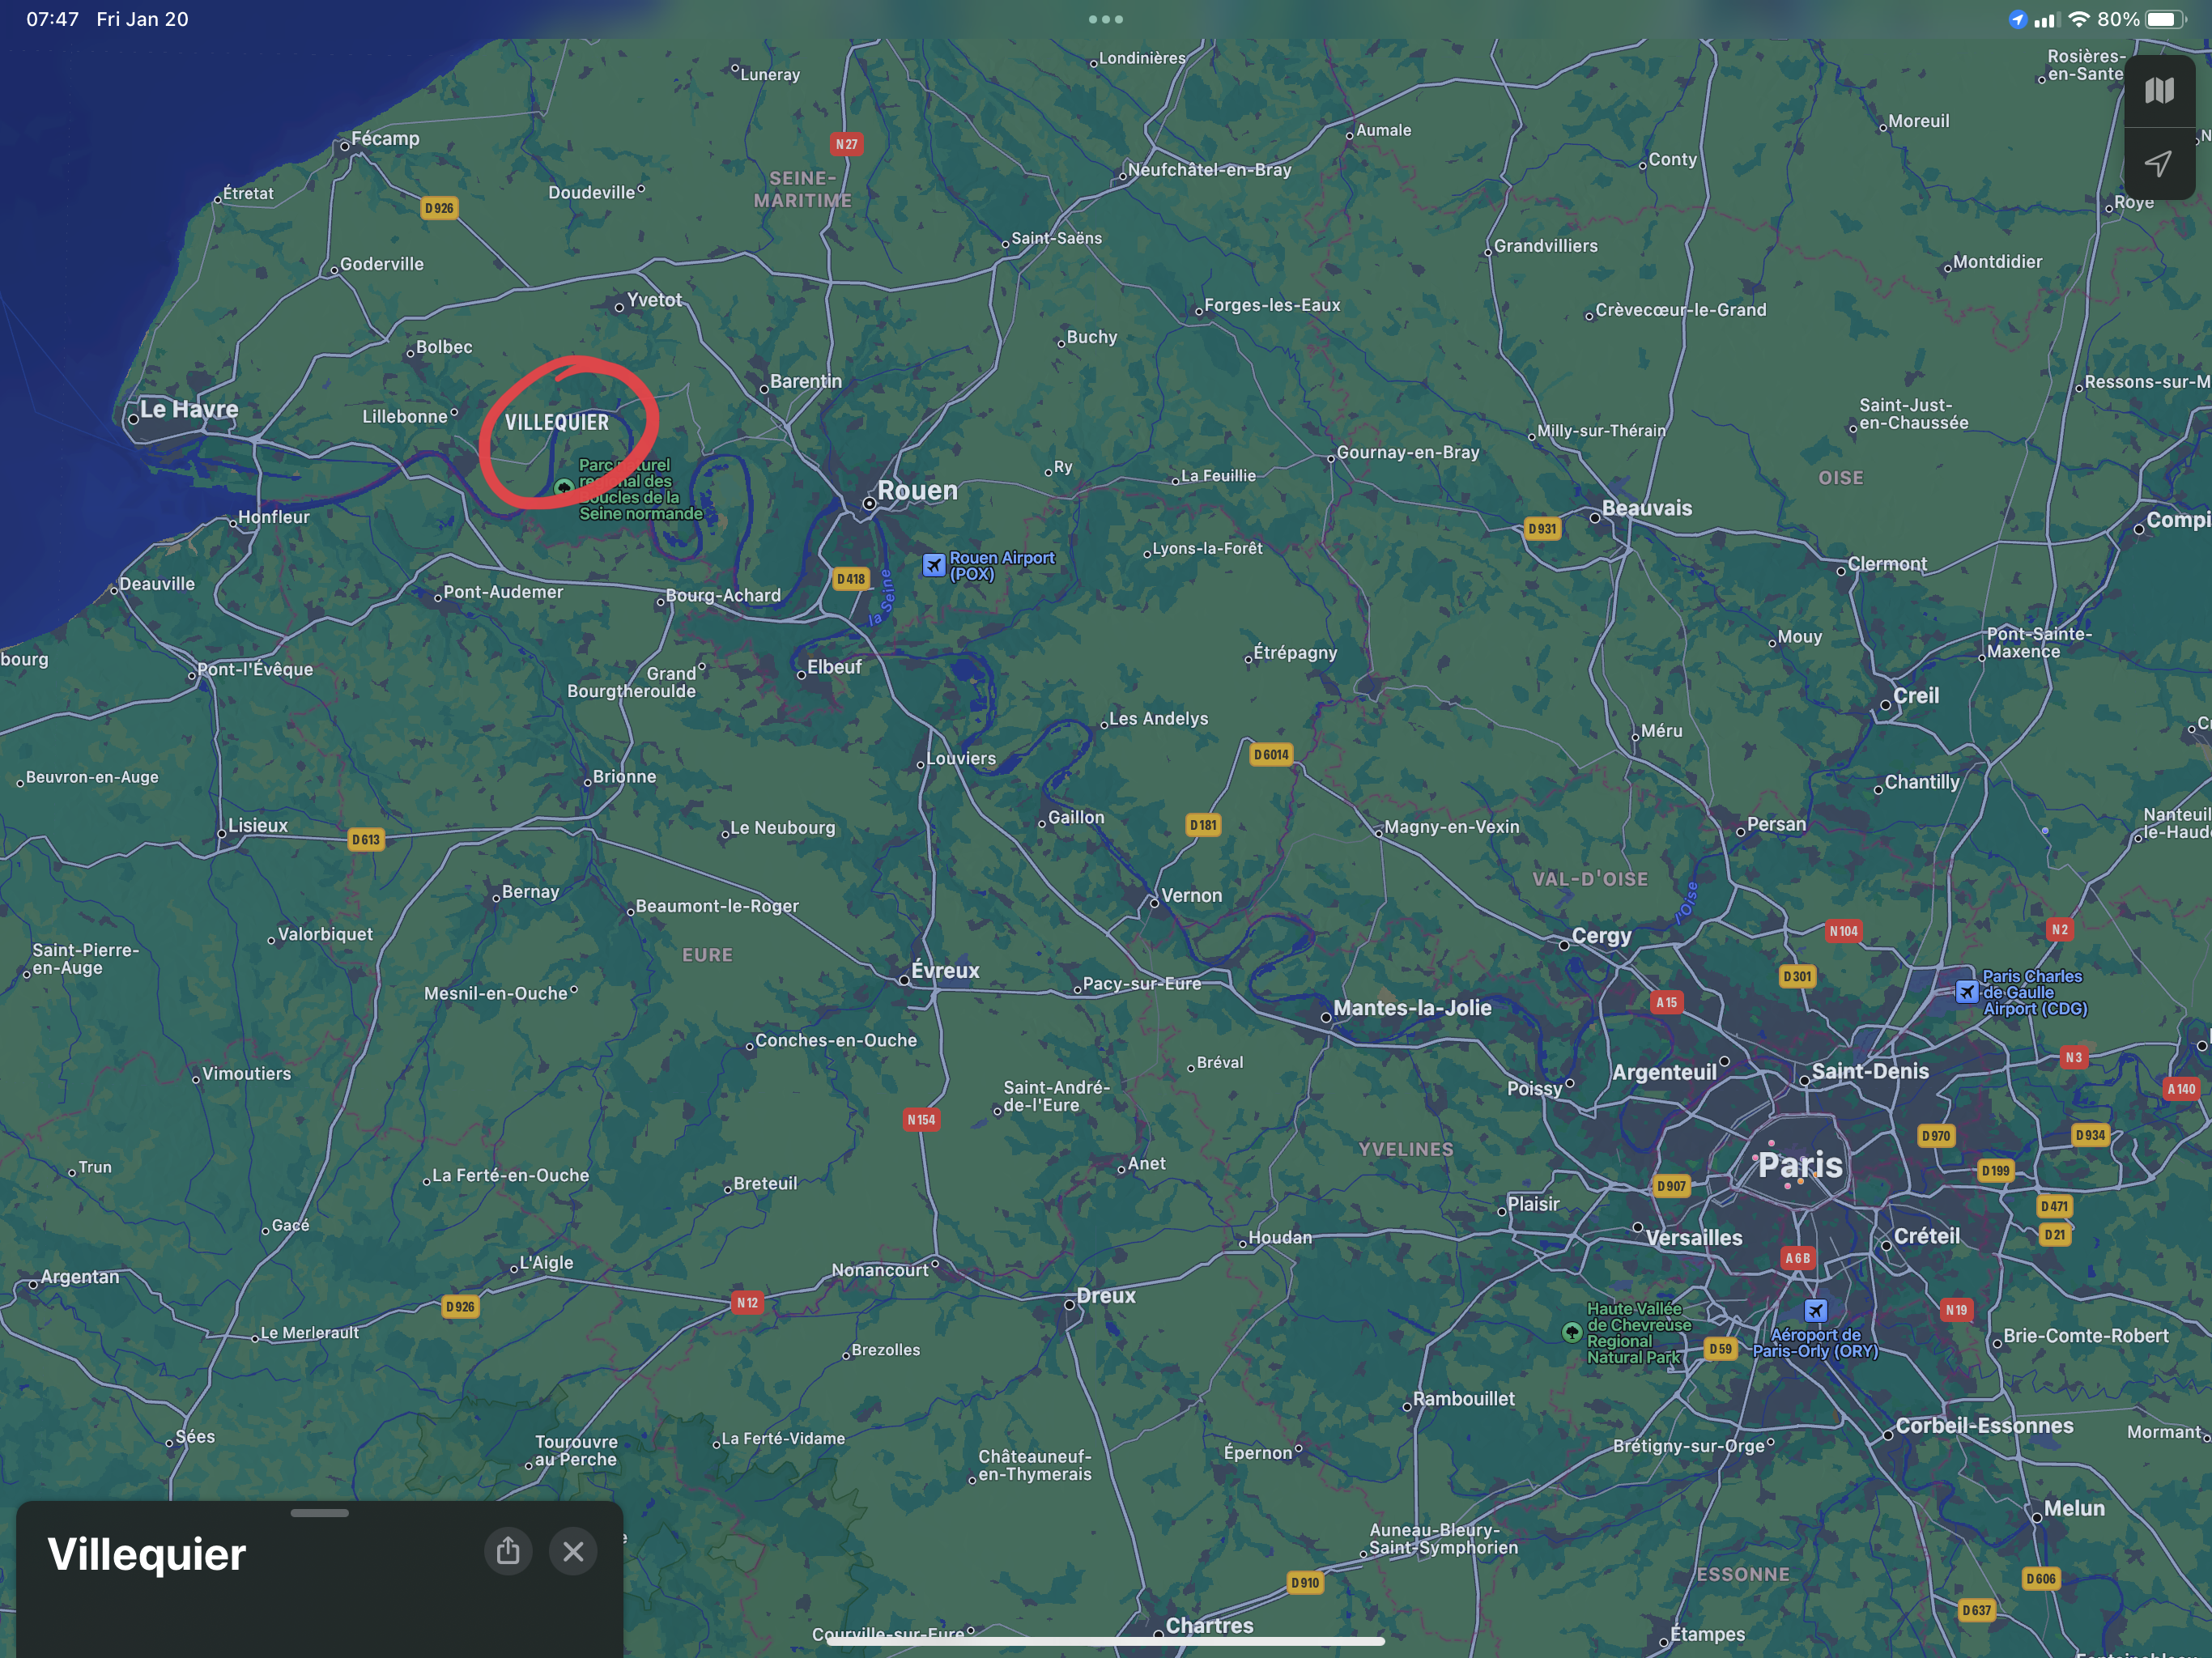 07:47 Fri Jan 20
80%
Londinières
Rosières-
en-Sante
Luneray
Moreuil
Aumale
Fécamp
N27
Conty
Neufchâtel-en-Bray
SEINE-
MARITIME
Doudeville
Étretat
D926
Roye
Saint-Saëns
Grandvilliers
Goderville
Montdidier
Yvetot
Forges-les-Eaux
Crèvecœur-le-Grand
Buchy
Bolbec
Barentin
Ressons-sur-M
Le Havre
Lillebonne
VILLEQUIER
Saint-Just-
en-Chaussée
Milly-sur-Thérain
Gournay-en-Bray
Parc naturel
régional des
Boucles de la
Seine normande
Ry
La Feuillie
OISE
Rouen
Beauvais
Honfleur
D931
Compi
Lyons-la-Forêt
Rouen Airport
(POX)
Clermont
Deauville
D418
Pont-Audemer
Bourg-Achard
la Seine
Mouy
Pont-Sainte-
Maxence
bourg
Étrépagny
Pont-l'Évêque
Grand
Bourgtheroulde
Elbeuf
Creil
Les Andelys
Méru
Louviers
D6014
Beuvron-en-Auge
Brionne
Chantilly
Lisieux
D613
Le Neubourg
Gaillon
D181
Magny-en-Vexin
Persan
Nanteuil
le-Haud
VAL-D'OISE
l'Oise
Bernay
Beaumont-le-Roger
Vernon
Valorbiquet
Cergy
N104
N2
Saint-Pierre-
en-Auge
EURE
Évreux
Pacy-sur-Eure
D301
Paris Charles
de Gaulle
Airport (CDG)
Mesnil-en-Ouche
Mantes-la-Jolie
A15
Conches-en-Ouche
Bréval
N3
Vimoutiers
Saint-André-
de-l'Eure
Poissy
Argenteuil
Saint-Denis
A140
N154
YVELINES
D970
D934
Trun
La Ferté-en-Ouche
Breteuil
Anet
Paris
D199
D907
Plaisir
D471
Gacé
Houdan
Versailles
Créteil
D21
A6B
L'Aigle
Nonancourt
Argentan
Dreux
D926
N12
N19
Haute Vallée
de Chevreuse
Regional
Natural Park
Aéroport de
Paris-Orly (ORY)
Le Merlerault
Brezolles
D59
Brie-Comte-Robert
Rambouillet
Corbeil-Essonnes
Sées
Tourouvre
au Perche
La Ferté-Vidame
Châteauneuf-
en-Thymerais
Épernon
Brétigny-sur-Orge
Mormant
Melun
Auneau-Bleury-
Saint-Symphorien
Villequier
D910
ESSONNE
D606
D637
Courville-sur-Eure
Chartres
Étampes